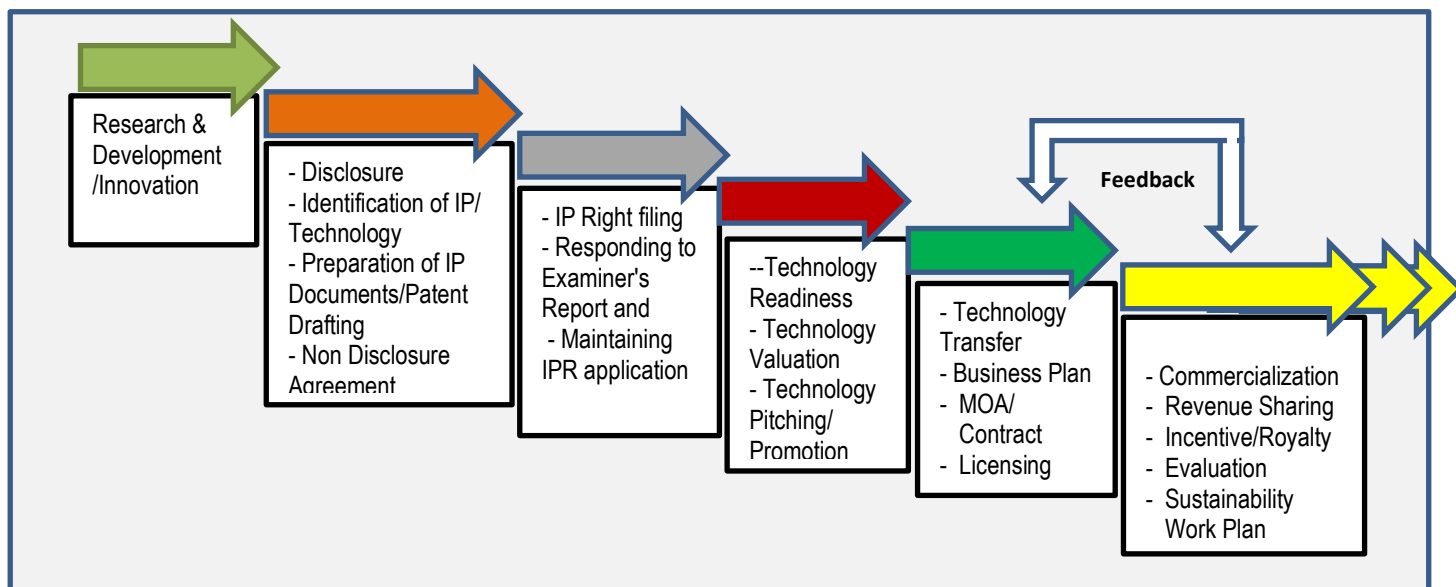 Research &
Development
/Innovation
- Disclosure
- Identification of IP/
Technology
- Preparation of IP
Documents/Patent
Drafting
- Non Disclosure
Agreement
- IP Right filing
- Responding to
Examiner's
Report and
- Maintaining
IPR application
--Technology
Readiness
- Technology
Valuation
- Technology
Pitching/
Promotion
Feedback
- Technology
Transfer
- Business Plan
- MOA/
Contract
- Licensing
- Commercialization
- Revenue Sharing
- Incentive/Royalty
- Evaluation
- Sustainability
Work Plan